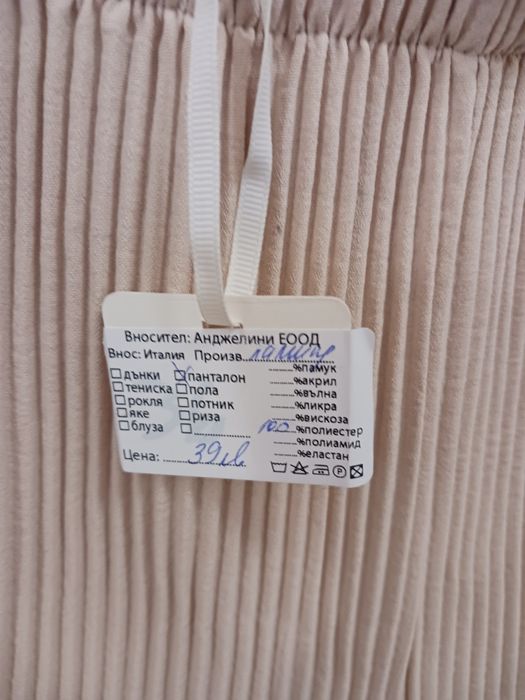 Вносител: Анджелини ЕООД
Внос: Италия Произв.
дънки панталон %памук
тениска пола %акрил
рокля потник %вълна
яке риза %ликра
блуза %вискоза
100 %полиестер
%полиамид
Цена: 39лв %еластан